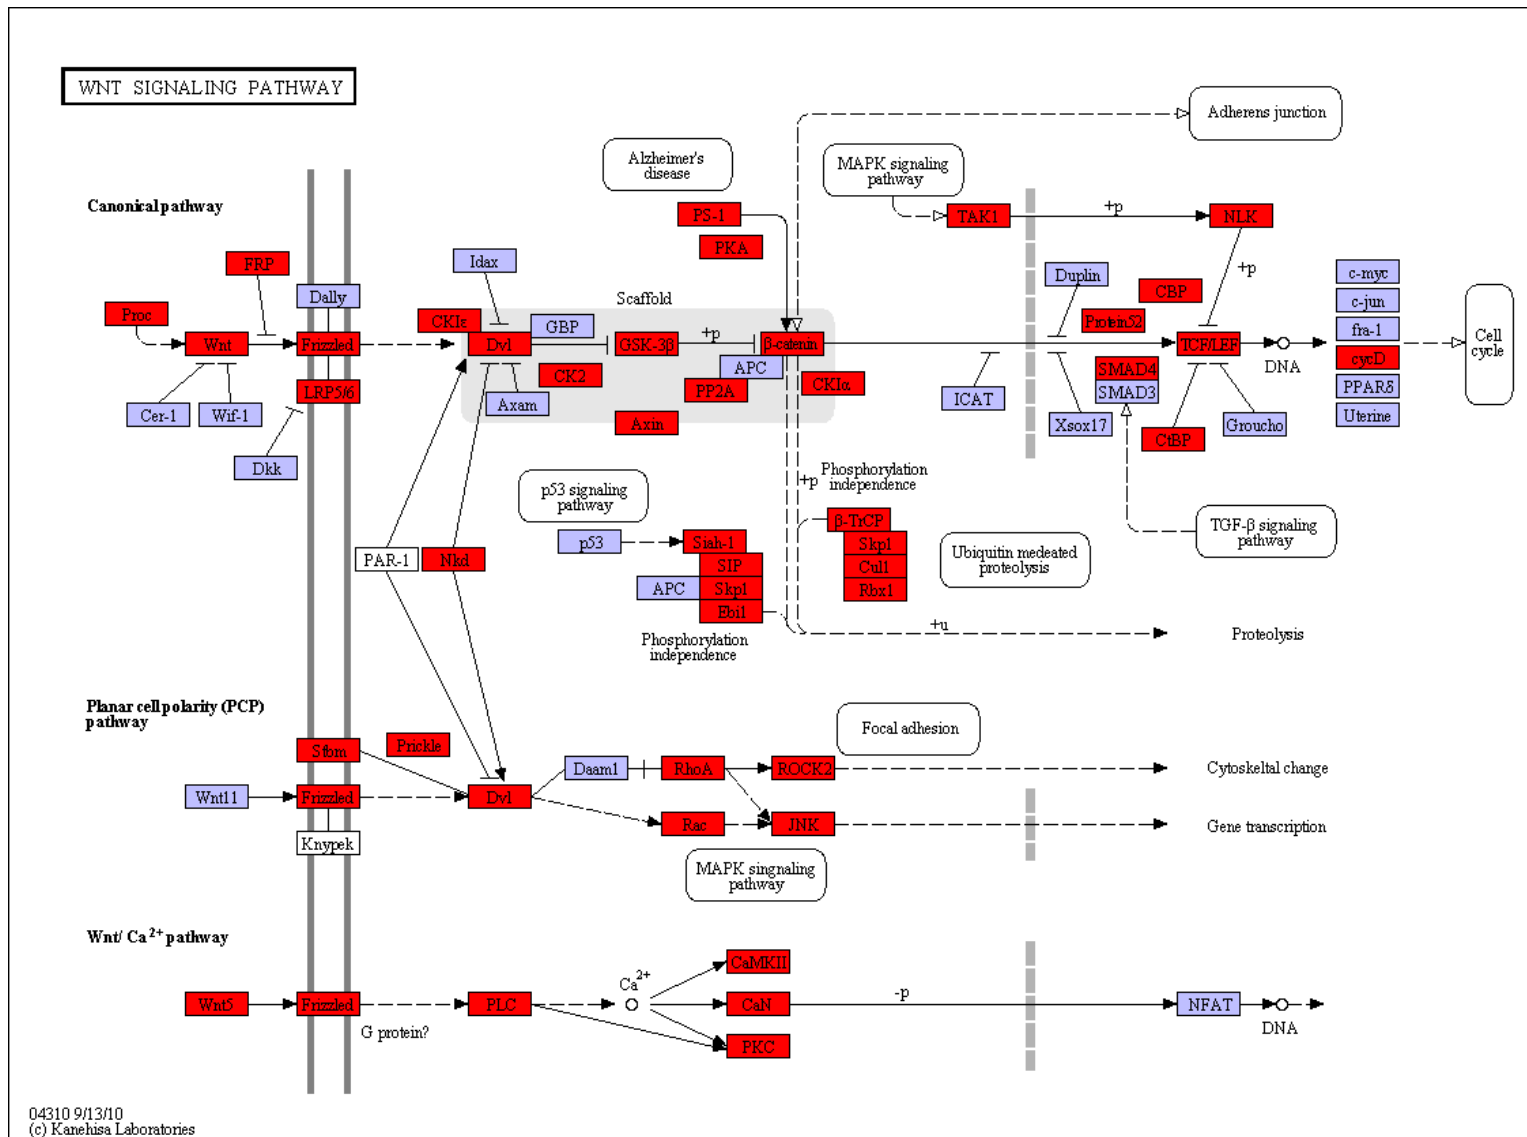 WNT SIGNALING PATHWAY
Adherens junction
Alzheimer's
disease
MAPK signaling
pathway
Canonical pathway
PS-1
TAK1
+p
NLK
PKA
FRP
Idax
Duplin
+p
c-myc
Dally
Scaffold
CBP
c-jun
Proc
CKIε
GBP
Protein52
fra-1
Wnt
Frizzled
Dvl
GSK-3β
+p
β-catenin
TCF/LEF
DNA
cycD
Cell
cycle
APC
SMAD4
CK2
PP2A
CKIα
LRP5/6
ICAT
SMAD3
PPARδ
Cer-1
Wif-1
Axam
Axin
Xsox17
CtBP
Groucho
Uterine
Dkk
Phosphorylation
independence
+p
p53 signaling
pathway
β-TrCP
TGF-β signaling
pathway
p53
Siah-1
Skp1
Ubiquitin medeated
proteolysis
PAR-1
Nkd
SIP
Cul1
APC
Skp1
Rbx1
Ebi1
+u
Proteolysis
Phosphorylation
independence
Planar cell polarity (PCP)
pathway
Focal adhesion
Stbm
Prickle
Daam1
RhoA
ROCK2
Cytoskeltal change
Wnt11
Frizzled
Dvl
Rac
JNK
Gene transcription
Knypek
MAPK singnaling
pathway
Wnt/ Ca2+ pathway
CaMKII
Ca2+
Wnt5
Frizzled
PLC
CaN
-p
NFAT
DNA
G protein?
PKC
04310 9/13/10
(c) Kanehisa Laboratories